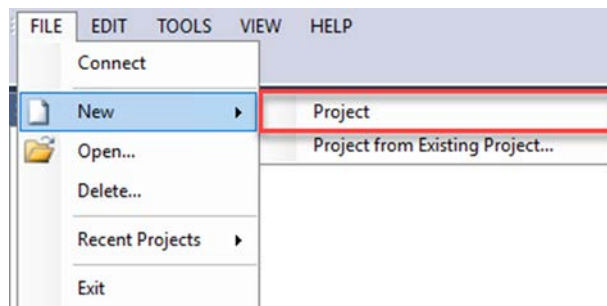 FILE EDIT TOOLS VIEW HELP
Connect
New Project
Open... Project from Existing Project...
Delete...
Recent Projects
Exit